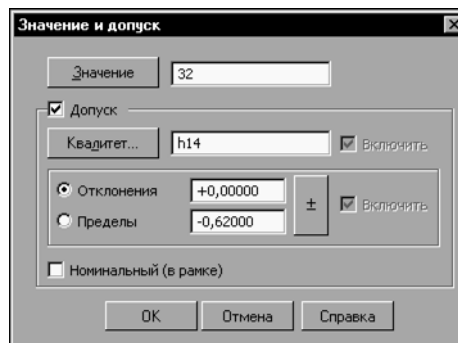 Значение и допуск
Значение 32
Допуск
Квалитет... h14 Включить
Отклонения +0,00000 ± Включить
Пределы -0,62000
Номинальный (в рамке)
OK Отмена Справка